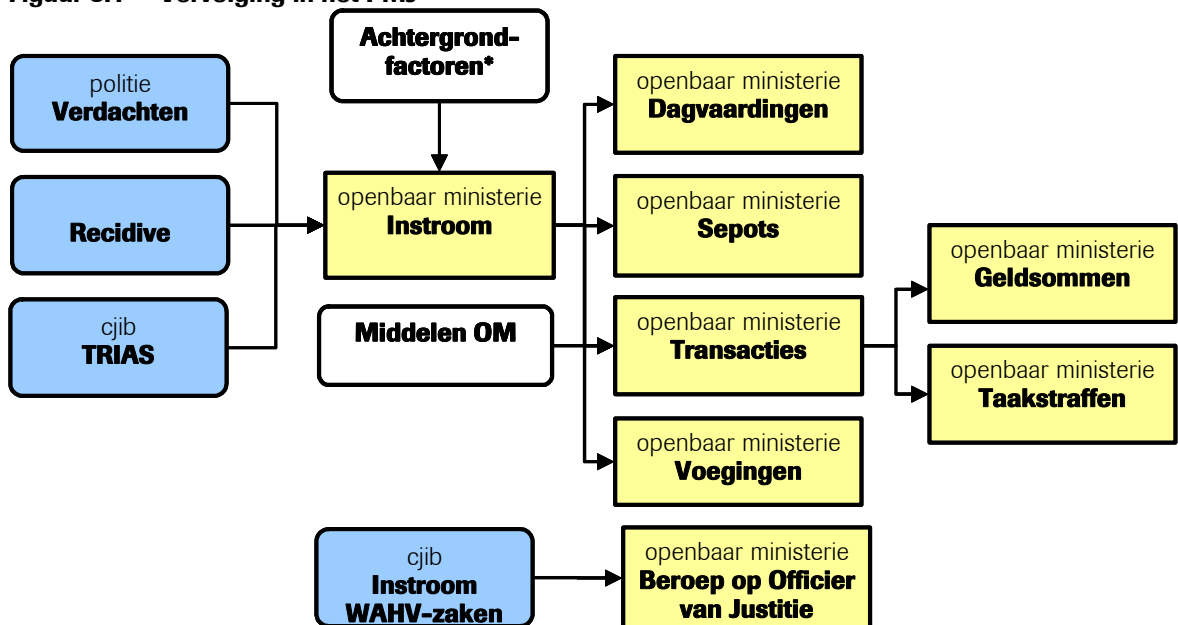 Achtergrond-
factoren*
politie
Verdachten
openbaar ministerie
Dagvaardingen
Recidive
openbaar ministerie
Instroom
openbaar ministerie
Sepots
openbaar ministerie
Geldsommen
cjib
TRIAS
Middelen OM
openbaar ministerie
Transacties
openbaar ministerie
Taakstraffen
openbaar ministerie
Voegingen
cjib
Instroom
WAHV-zaken
openbaar ministerie
Beroep op Officier
van Justitie